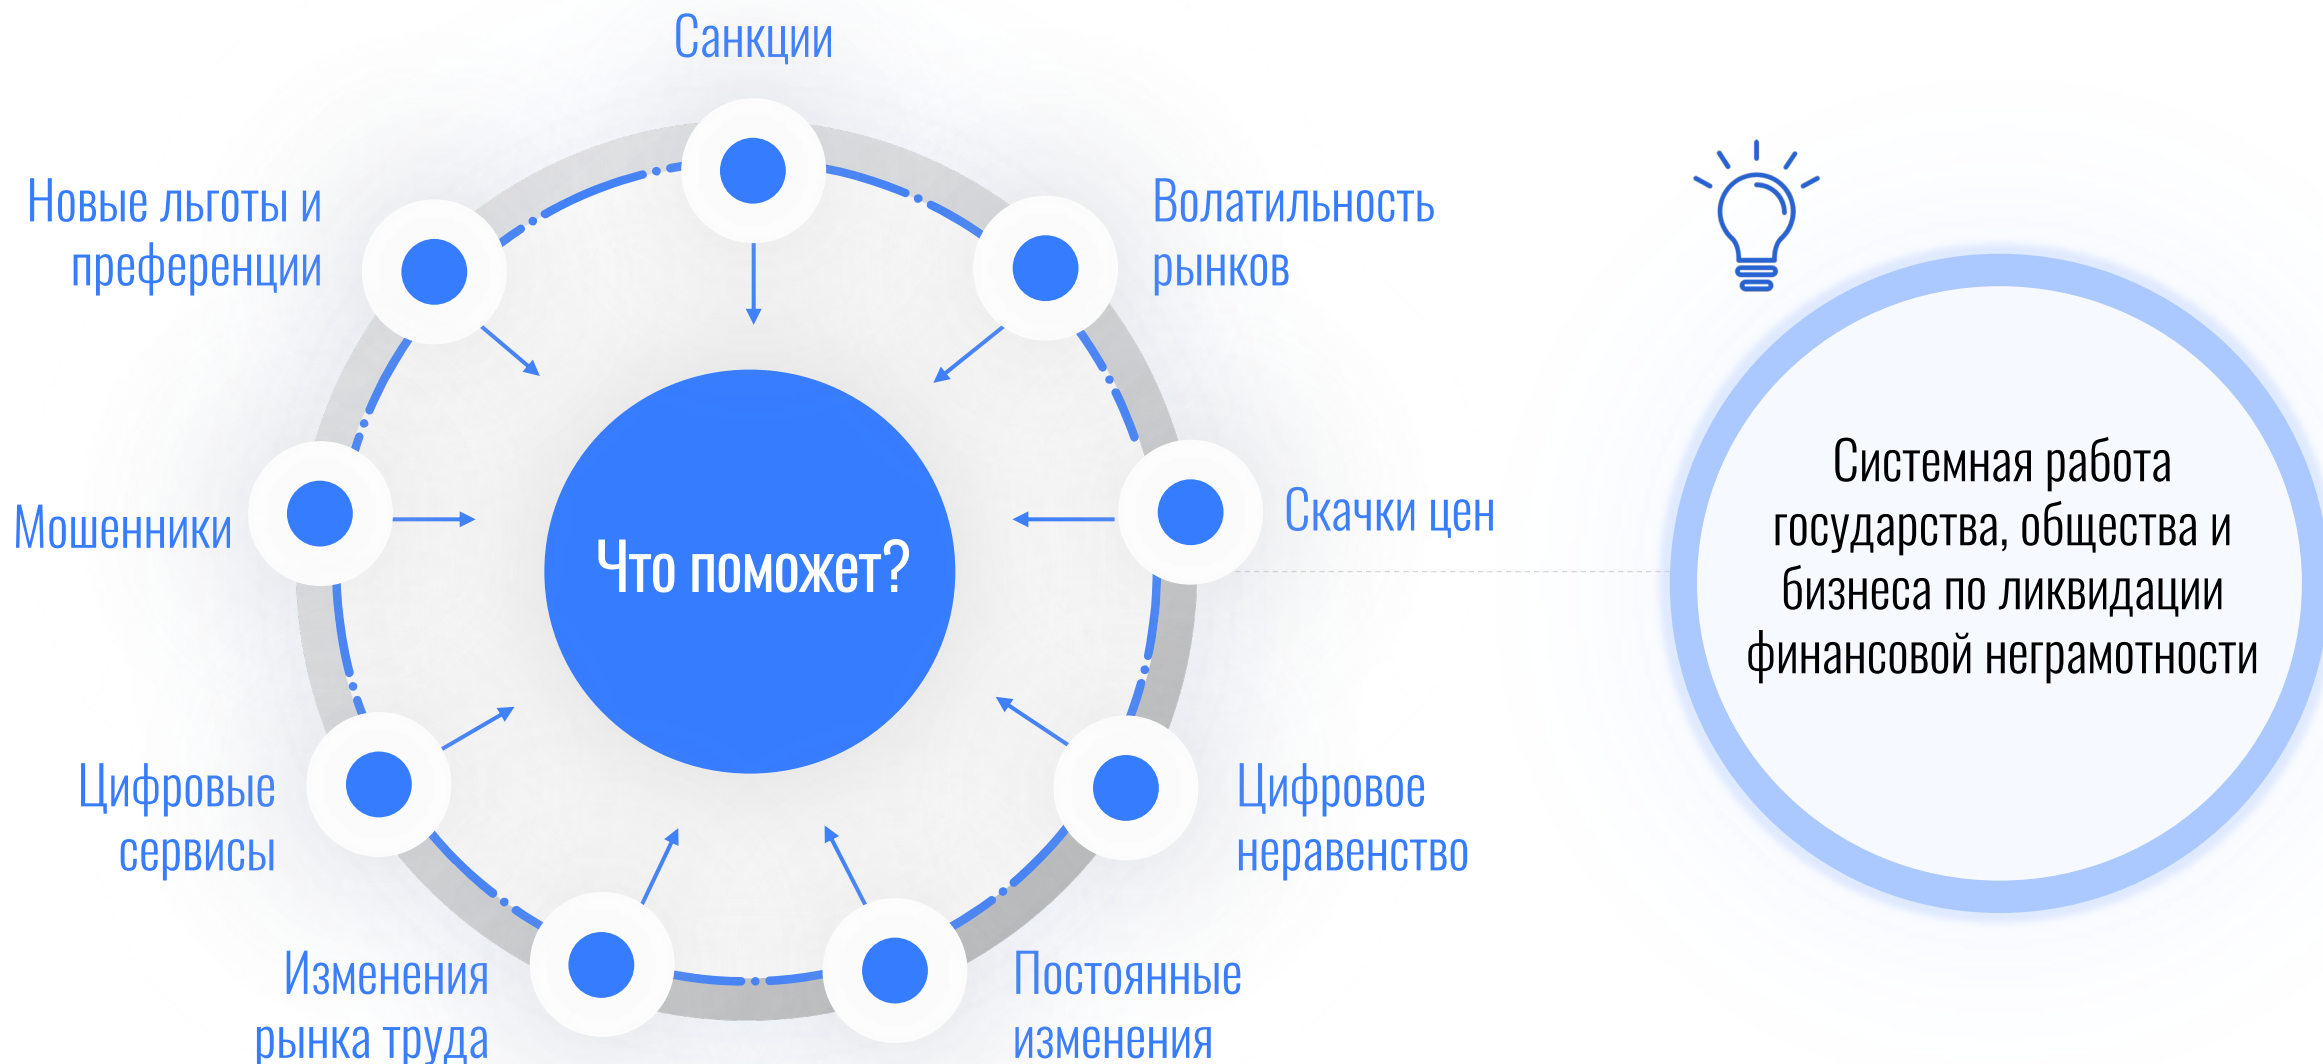 Санкции
Новые льготы и
преференции
Волатильность
рынков
Мошенники
Скачки цен
Что поможет?
Цифровые
сервисы
Цифровое
неравенство
Изменения
рынка труда
Постоянные
изменения
Системная работа
государства, общества и
бизнеса по ликвидации
финансовой неграмотности